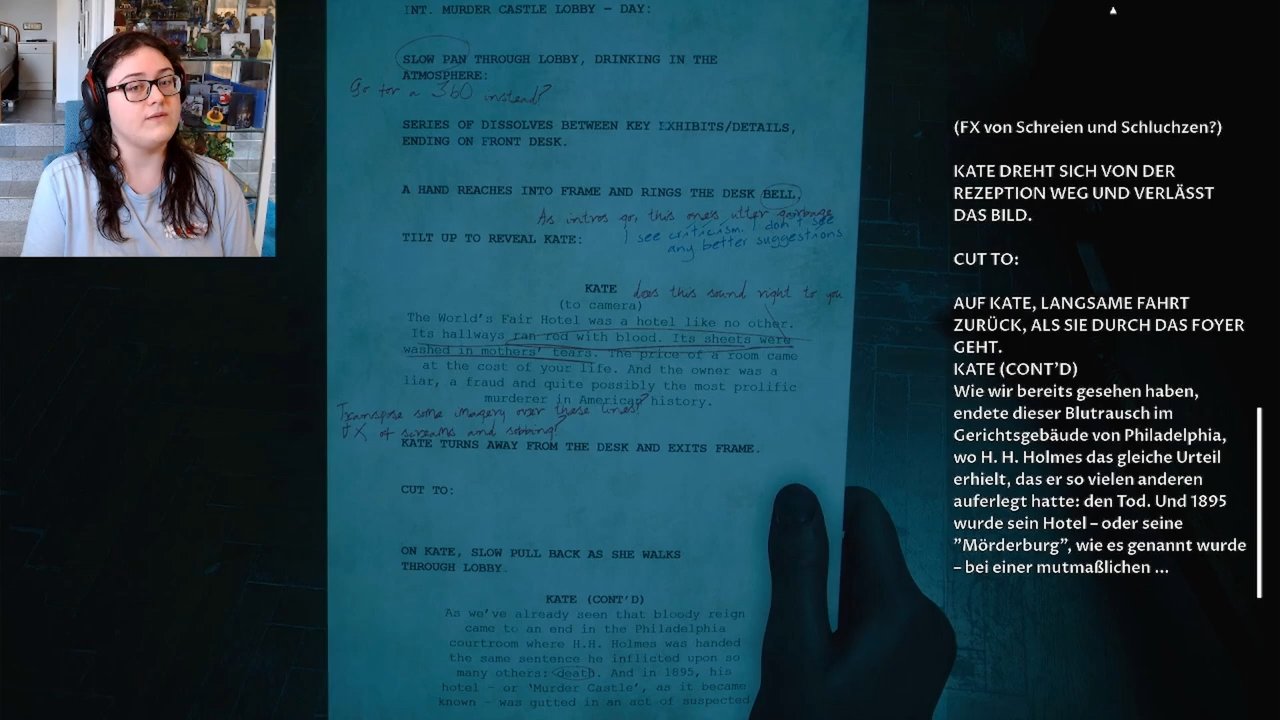 INT. MURDER CASTLE LOBBY – DAY:
SLOW PAN THROUGH LOBBY, DRINKING IN THE
ATMOSPHERE:
Go for a 360 instead?
SERIES OF DISSOLVES BETWEEN KEY EXHIBITS/DETAILS,
ENDING ON FRONT DESK.
A HAND REACHES INTO FRAME AND RINGS THE DESK BELL,
As intros go, this one's utter garbage
I see criticism. I don't see
any better suggestions
TILT UP TO REVEAL KATE:
KATE
does this sound right to you
(to camera)
The World's Fair Hotel was a hotel like no other.
Its hallways ran red with blood. Its sheets were
washed in mothers' tears. The price of a room came
at the cost of your life. And the owner was a
liar, a fraud and quite possibly the most prolific
murderer in American history.
Transpose some imagery over these lines?
FX of screams and sobbing?
KATE TURNS AWAY FROM THE DESK AND EXITS FRAME.
CUT TO:
ON KATE, SLOW PULL BACK AS SHE WALKS
THROUGH LOBBY.
KATE (CONT'D)
As we've already seen that bloody reign
came to an end in the Philadelphia
courtroom where H.H. Holmes was handed
the same sentence he inflicted upon so
many others: death. And in 1895, his
hotel – or 'Murder Castle', as it became
known – was gutted in an act of suspected
(FX von Schreien und Schluchzen?)
KATE DREHT SICH VON DER
REZEPTION WEG UND VERLÄSST
DAS BILD.
CUT TO:
AUF KATE, LANGSAME FAHRT
ZURÜCK, ALS SIE DURCH DAS FOYER
GEHT.
KATE (CONT'D)
Wie wir bereits gesehen haben,
endete dieser Blutrausch im
Gerichtsgebäude von Philadelphia,
wo H. H. Holmes das gleiche Urteil
erhielt, das er so vielen anderen
auferlegt hatte: den Tod. Und 1895
wurde sein Hotel – oder seine
"Mörderburg", wie es genannt wurde
– bei einer mutmaßlichen ...